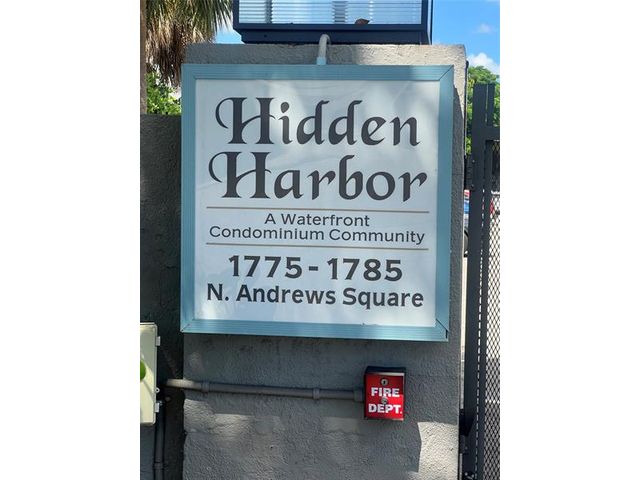 Hidden
Harbor
A Waterfront
Condominium Community
1775 - 1785
N. Andrews Square
FIRE
DEPT.